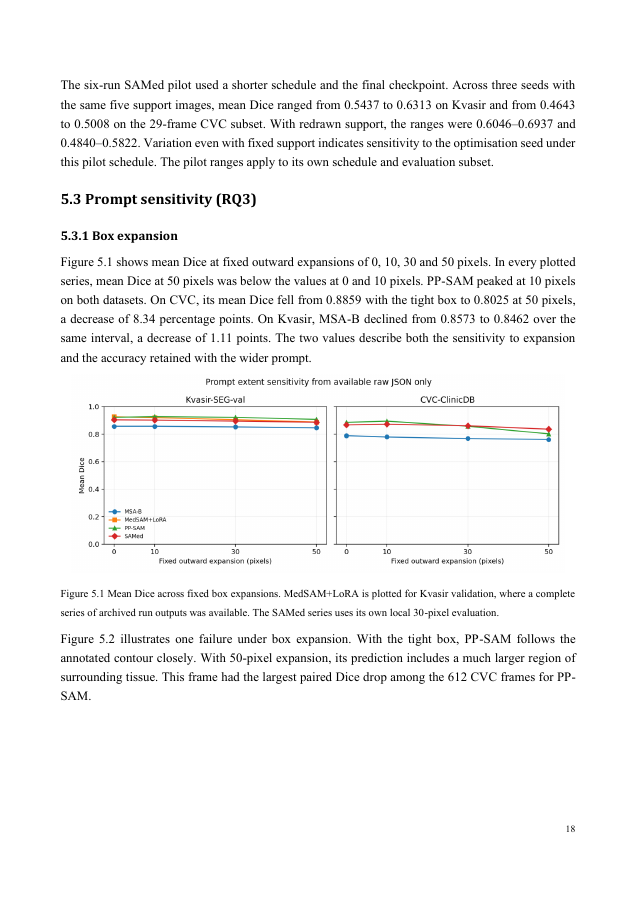 The six-run SAMed pilot used a shorter schedule and the final checkpoint. Across three seeds with
the same five support images, mean Dice ranged from 0.5437 to 0.6313 on Kvasir and from 0.4643
to 0.5008 on the 29-frame CVC subset. With redrawn support, the ranges were 0.6046–0.6937 and
0.4840–0.5822. Variation even with fixed support indicates sensitivity to the optimisation seed under
this pilot schedule. The pilot ranges apply to its own schedule and evaluation subset.
5.3 Prompt sensitivity (RQ3)
5.3.1 Box expansion
Figure 5.1 shows mean Dice at fixed outward expansions of 0, 10, 30 and 50 pixels. In every plotted
series, mean Dice at 50 pixels was below the values at 0 and 10 pixels. PP-SAM peaked at 10 pixels
on both datasets. On CVC, its mean Dice fell from 0.8859 with the tight box to 0.8025 at 50 pixels,
a decrease of 8.34 percentage points. On Kvasir, MSA-B declined from 0.8573 to 0.8462 over the
same interval, a decrease of 1.11 points. The two values describe both the sensitivity to expansion
and the accuracy retained with the wider prompt.
Prompt extent sensitivity from available raw JSON only
Kvasir-SEG-val
CVC-ClinicDB
1.0
0.8
0.6
0.4
0.2
0.0
Mean Dice
MSA-B
MedSAM+LoRA
PP-SAM
SAMed
0 10 30 50
Fixed outward expansion (pixels)
0 10 30 50
Fixed outward expansion (pixels)
Figure 5.1 Mean Dice across fixed box expansions. MedSAM+LoRA is plotted for Kvasir validation, where a complete
series of archived run outputs was available. The SAMed series uses its own local 30-pixel evaluation.
Figure 5.2 illustrates one failure under box expansion. With the tight box, PP-SAM follows the
annotated contour closely. With 50-pixel expansion, its prediction includes a much larger region of
surrounding tissue. This frame had the largest paired Dice drop among the 612 CVC frames for PP-
SAM.
18